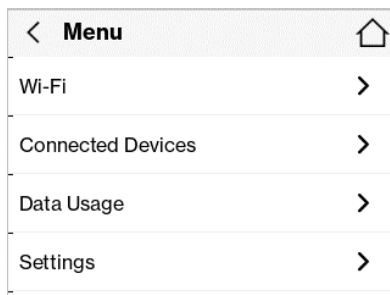 Menu
Wi-Fi
Connected Devices
Data Usage
Settings